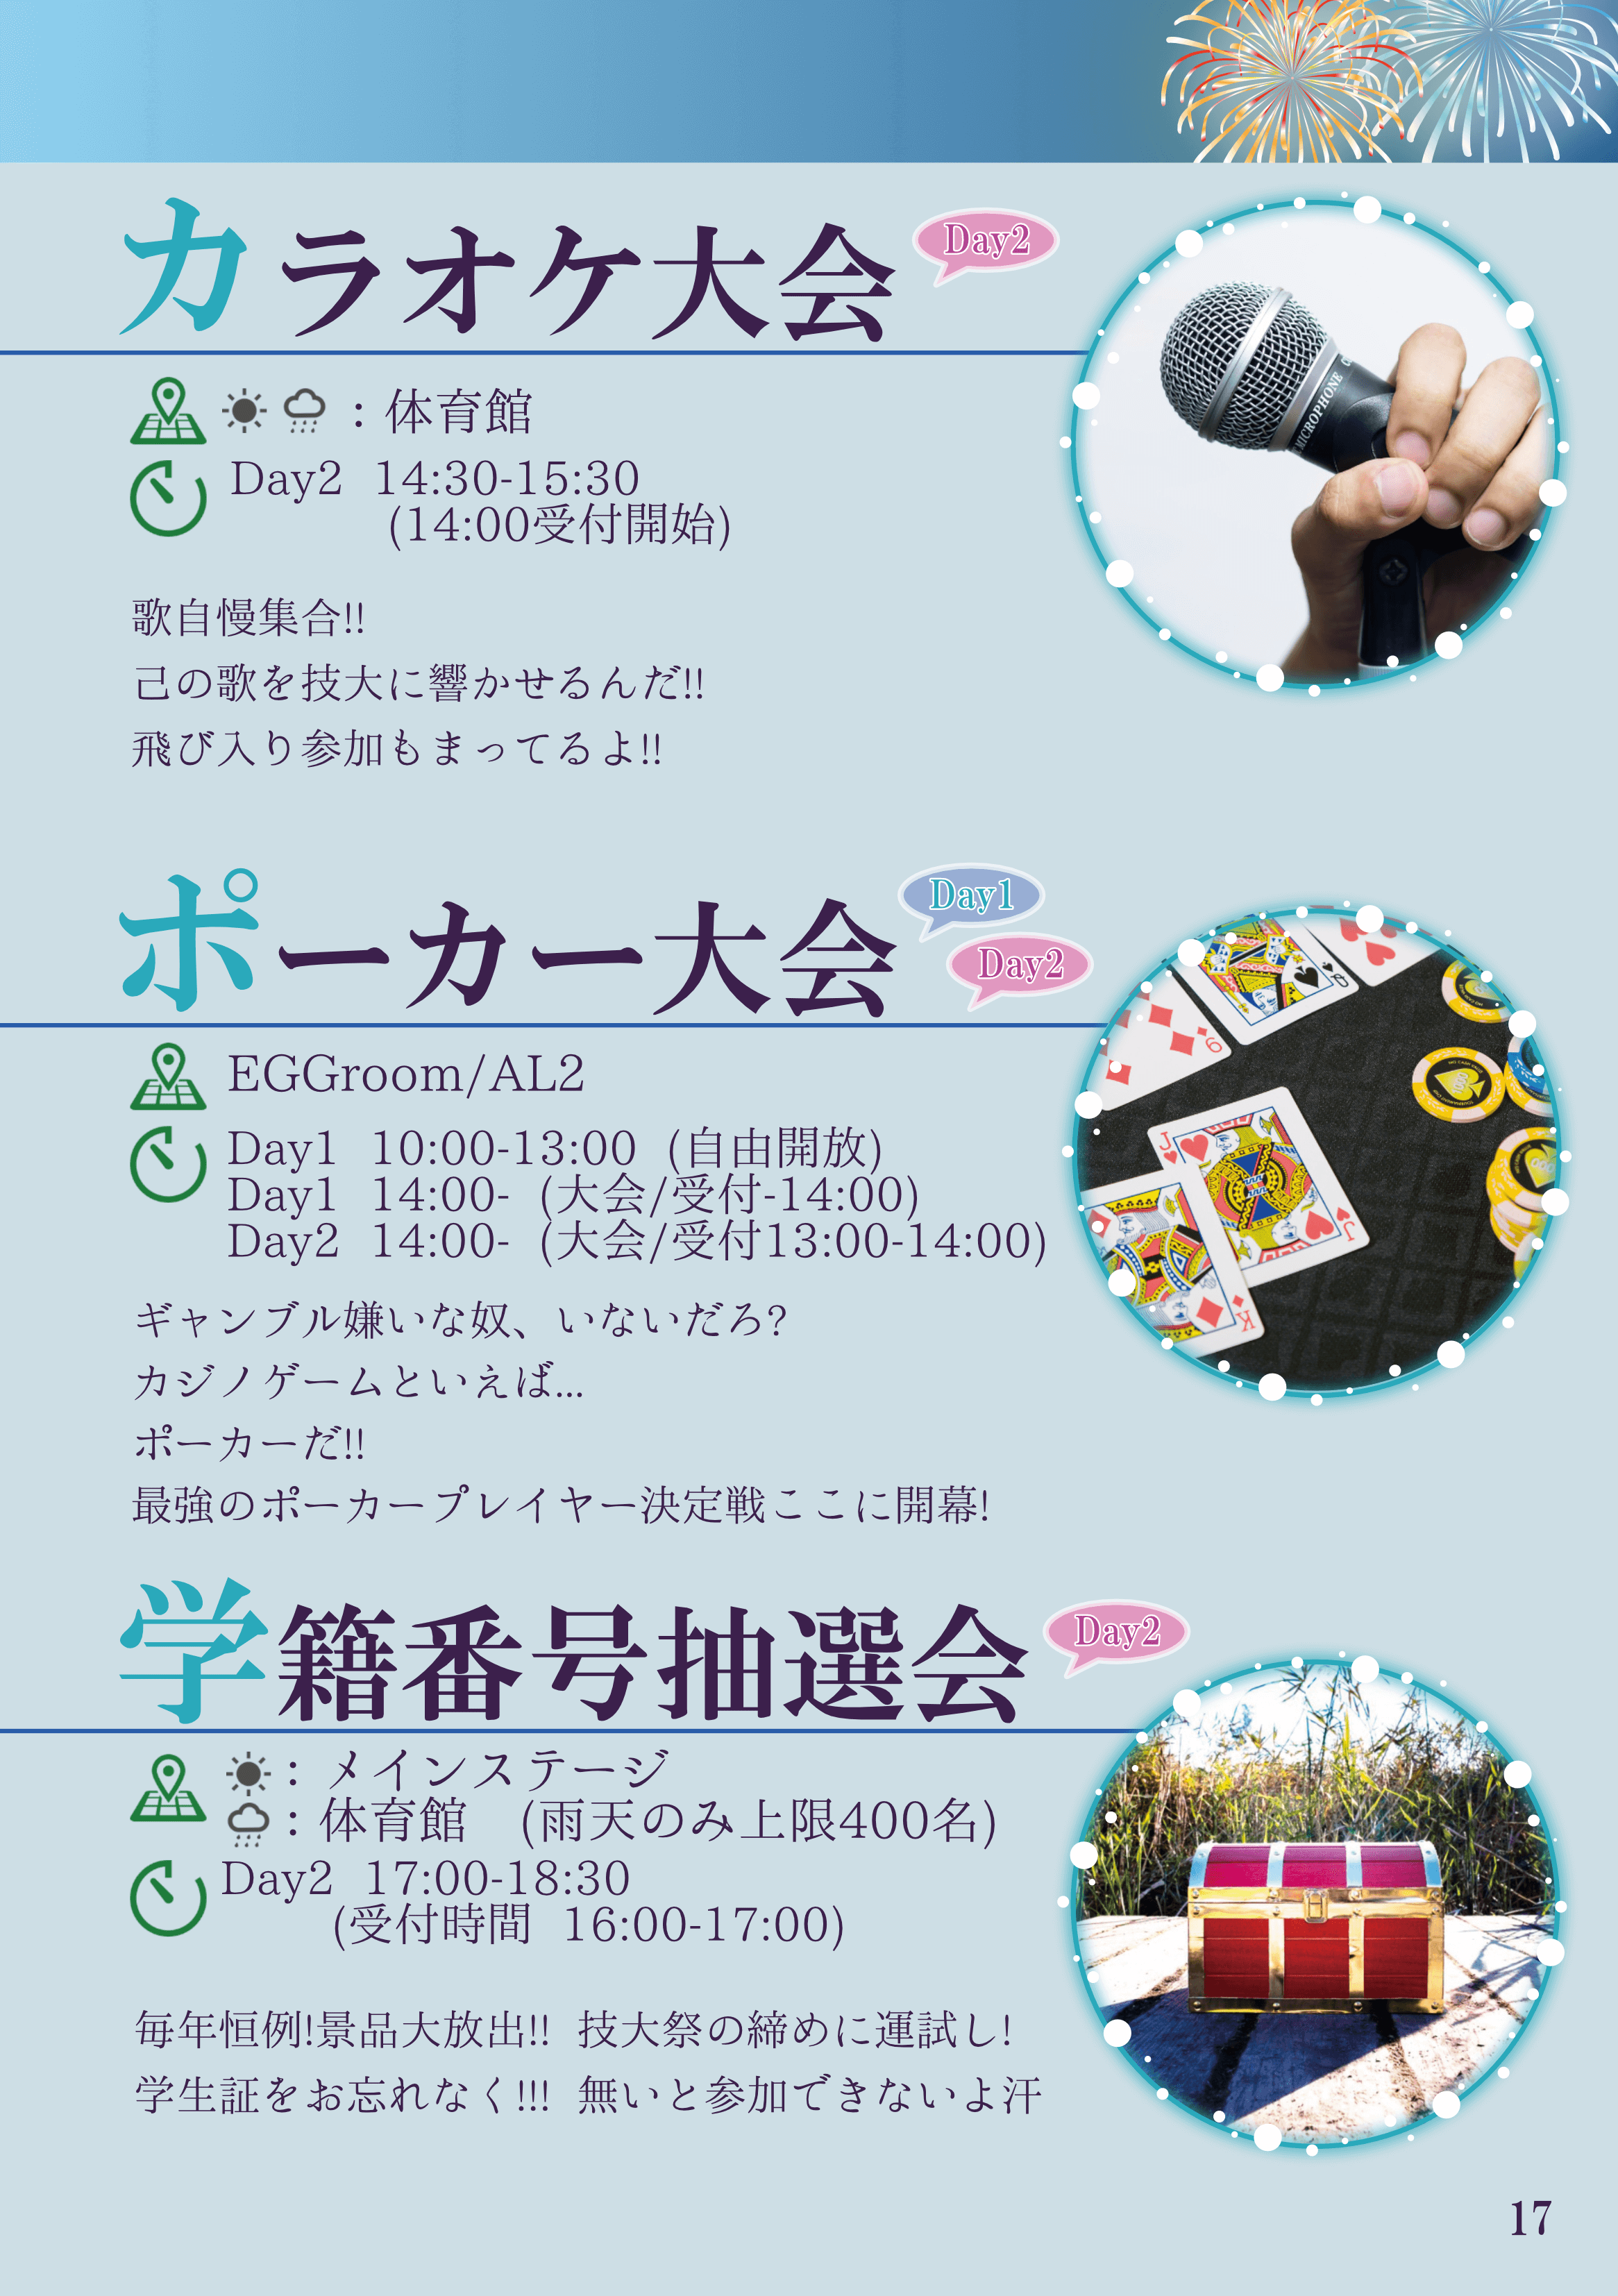 カラオケ大会
Day2
：体育館
Day2 14:30-15:30
(14:00受付開始)
歌自慢集合!!
己の歌を技大に響かせるんだ!!
飛び入り参加もまってるよ!!
MICROPHONE
ポーカー大会
Day1
Day2
EGGroom/AL2
Day1 10:00-13:00 (自由開放)
Day1 14:00- (大会/受付-14:00)
Day2 14:00- (大会/受付13:00-14:00)
ギャンブル嫌いな奴、いないだろ?
カジノゲームといえば...
ポーカーだ!!
最強のポーカープレイヤー決定戦ここに開幕!
J
J
K
学籍番号抽選会
Day2
：メインステージ
：体育館 (雨天のみ上限400名)
Day2 17:00-18:30
(受付時間 16:00-17:00)
毎年恒例!景品大放出!! 技大祭の締めに運試し!
学生証をお忘れなく!!! 無いと参加できないよ汗
17